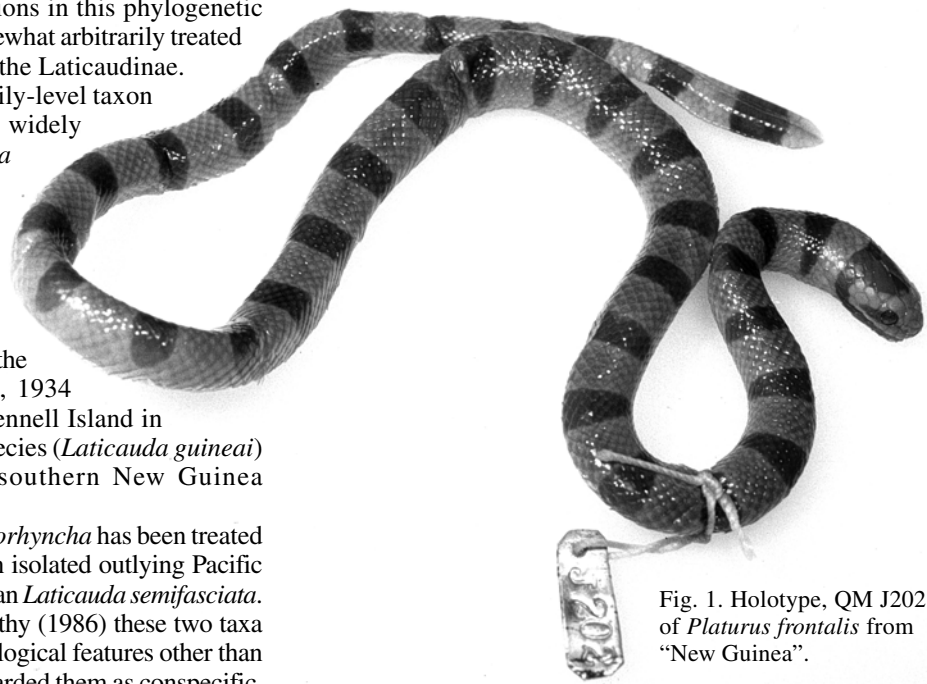 ions in this phylogenetic
ewhat arbitrarily treated
the Laticaudinae.
ily-level taxon
widely
a
the
, 1934
ennell Island in
ecies (Laticauda guineai)
southern New Guinea
orhyncha has been treated
n isolated outlying Pacific
an Laticauda semifasciata.
thy (1986) these two taxa
logical features other than
arded them as conspecific
J 202
Fig. 1. Holotype, QM J202
of Platurus frontalis from
“New Guinea”.